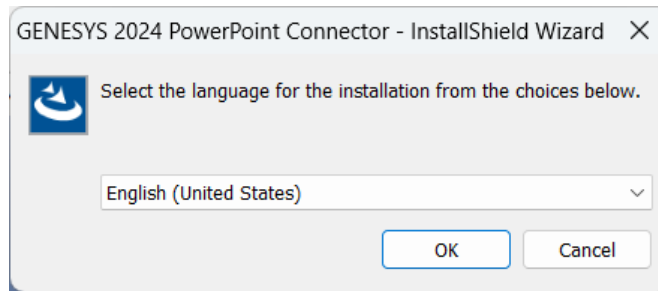 GENESYS 2024 PowerPoint Connector - InstallShield Wizard
Select the language for the installation from the choices below.
English (United States)
OK
Cancel